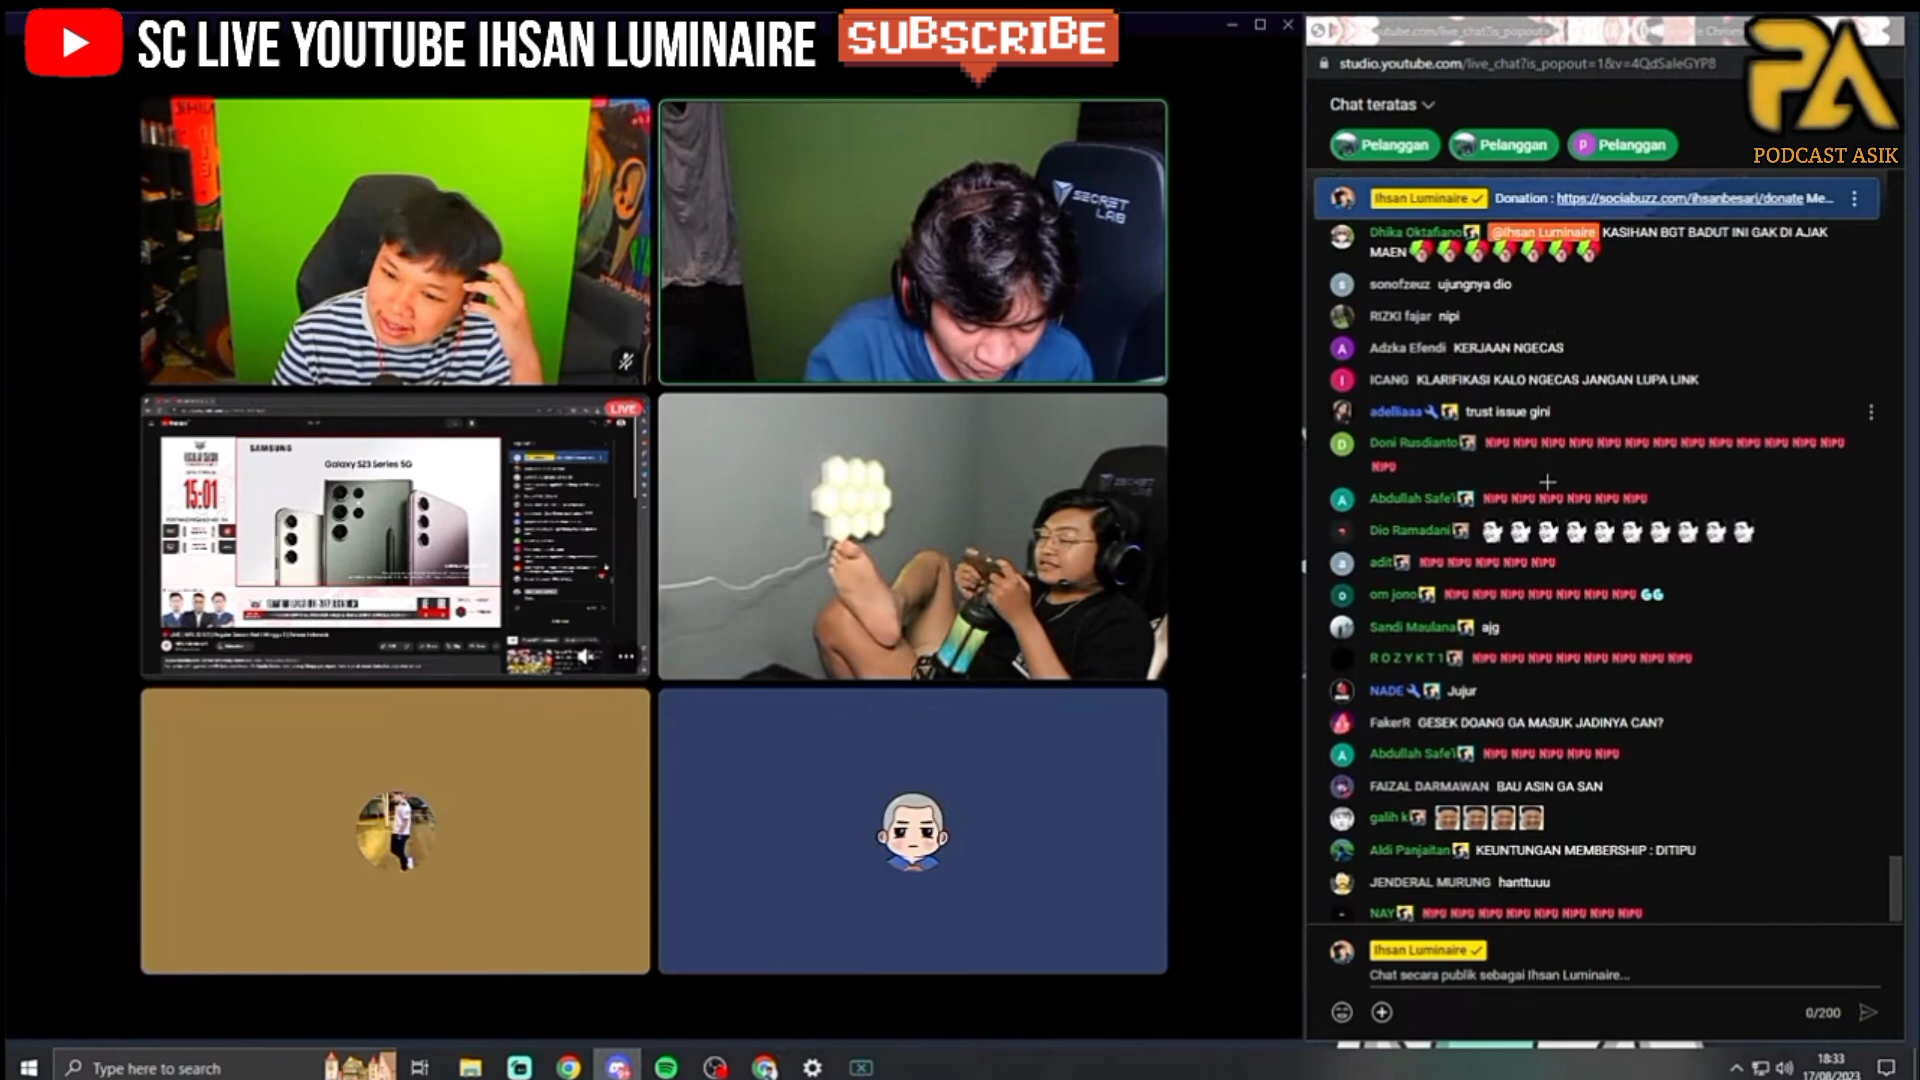 SC LIVE YOUTUBE IHSAN LUMINAIRE
SUBSCRIBE
PA
PODCAST ASIK
SECRET LAB
LIVE
SAMSUNG
Galaxy S23 Series 5G
15:01
studio.youtube.com/live_chat?is_popout=1&v=4QdSaleGYP8
Chat teratas
Pelanggan Pelanggan P Pelanggan
Ihsan Luminaire Donation : https://sociabuzz.com/ihsanbesari/donate Me...
Dhika Oktafiano @Ihsan Luminaire KASIHAN BGT BADUT INI GAK DI AJAK
MAEN
s sonofzeuz ujungnya dio
RIZKI fajar nipi
A Adzka Efendi KERJAAN NGECAS
I ICANG KLARIFIKASI KALO NGECAS JANGAN LUPA LINK
adelliaaa trust issue gini
D Doni Rusdianto NIPU NIPU NIPU NIPU NIPU NIPU NIPU NIPU NIPU NIPU NIPU NIPU NIPU
NIPU
A Abdullah Safe'i NIPU NIPU NIPU NIPU NIPU NIPU
Dio Ramadani
a adit NIPU NIPU NIPU NIPU NIPU
o om jono NIPU NIPU NIPU NIPU NIPU NIPU NIPU GG
Sandi Maulana ajg
R O Z Y K T 1 NIPU NIPU NIPU NIPU NIPU NIPU NIPU NIPU
NADE Jujur
FakerR GESEK DOANG GA MASUK JADINYA CAN?
A Abdullah Safe'i NIPU NIPU NIPU NIPU NIPU
FAIZAL DARMAWAN BAU ASIN GA SAN
galih k
Aldi Panjaitan KEUNTUNGAN MEMBERSHIP : DITIPU
JENDERAL MURUNG hanttuuu
NAY NIPU NIPU NIPU NIPU NIPU NIPU NIPU NIPU
Ihsan Luminaire
Chat secara publik sebagai Ihsan Luminaire...
0/200
Type here to search
18:33
17/08/2023